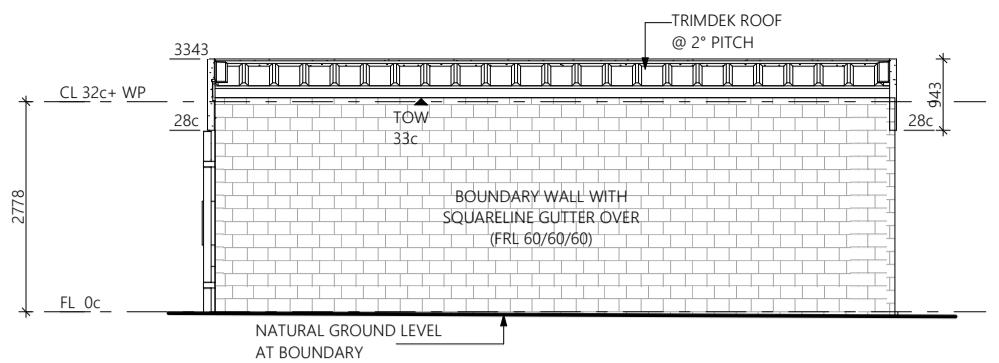 TRIMDEK ROOF
@ 2° PITCH
3343
CL 32c+ WP
943
TOW
33c
28c
28c
2778
BOUNDARY WALL WITH
SQUARELINE GUTTER OVER
(FRL 60/60/60)
FL 0c
NATURAL GROUND LEVEL
AT BOUNDARY